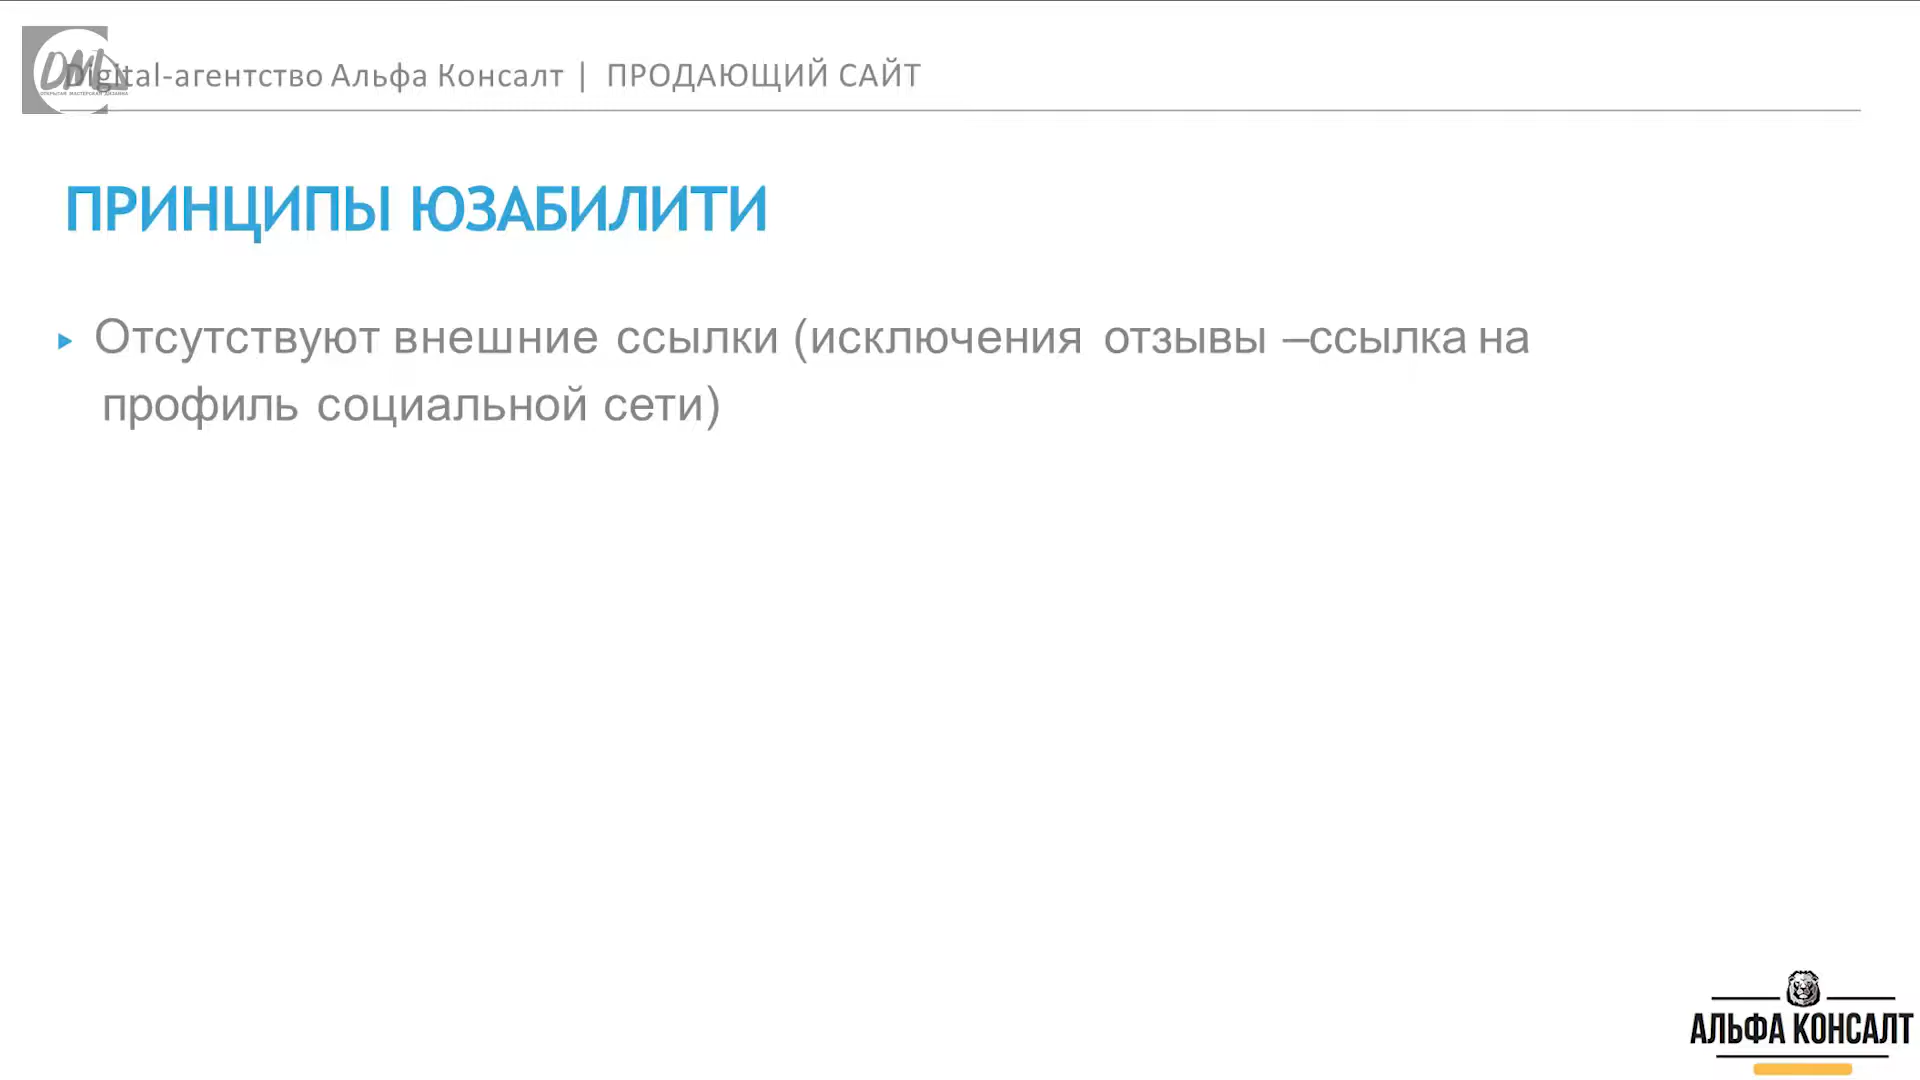 Digital-агентство Альфа Консалт | ПРОДАЮЩИЙ САЙТ
ПРИНЦИПЫ ЮЗАБИЛИТИ
Отсутствуют внешние ссылки (исключения отзывы –ссылка на
профиль социальной сети)
АЛЬФА КОНСАЛТ